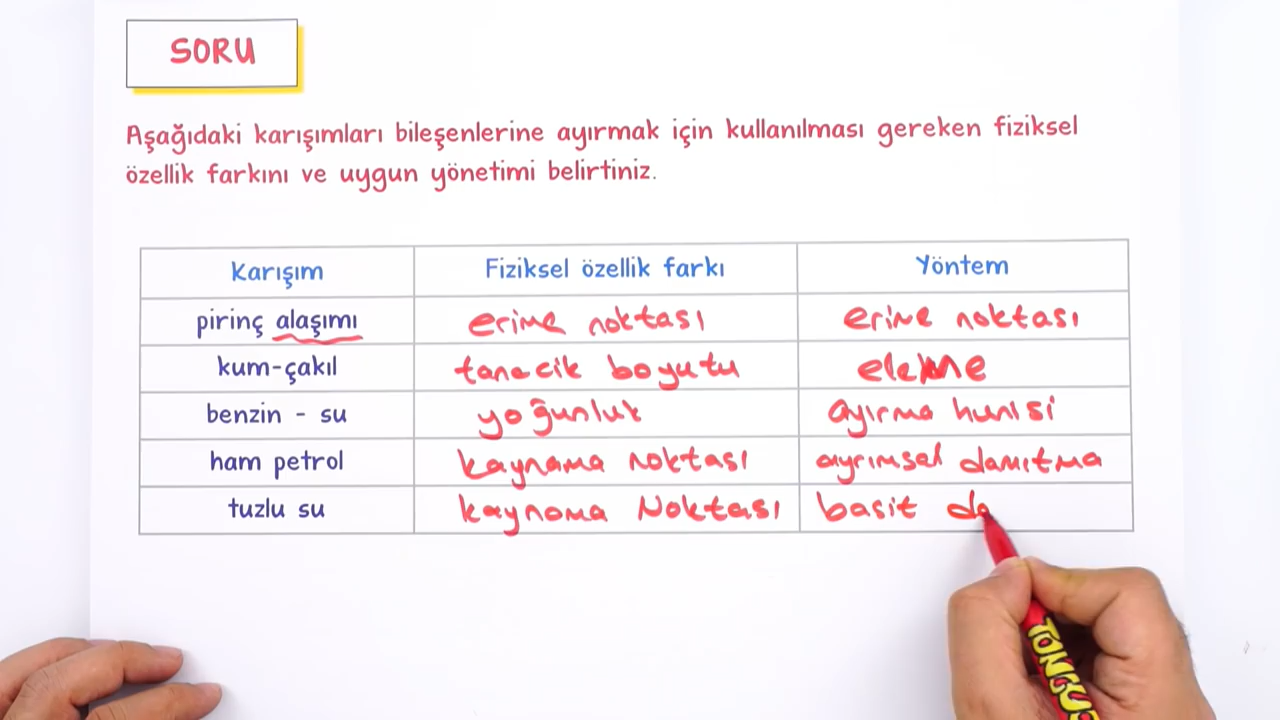 SORU
Aşağıdaki karışımları bileşenlerine ayırmak için kullanılması gereken fiziksel
özellik farkını ve uygun yönetimi belirtiniz.
Karışım Fiziksel özellik farkı Yöntem
pirinç alaşımı erime noktası erime noktası
kum-çakıl tanecik boyutu eleme
benzin - su yoğunluk ayırma hunisi
ham petrol kaynama noktası ayrımsal damıtma
tuzlu su kaynama Noktası basit da
TONGUÇ